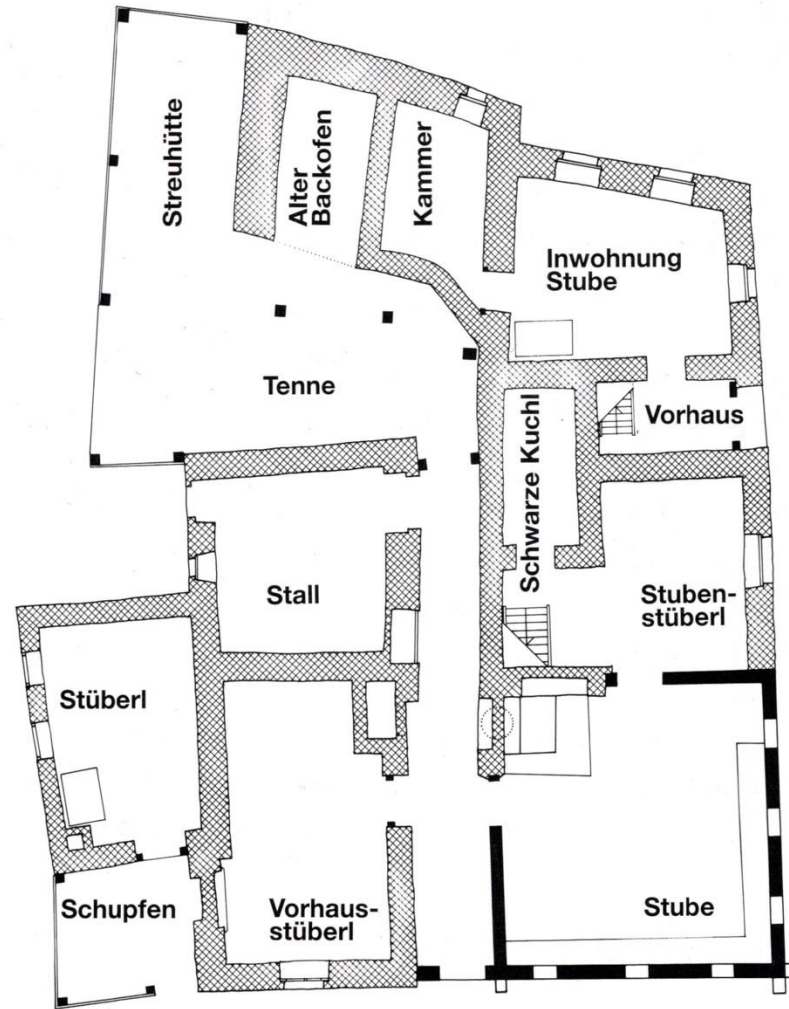 Streuhütte
Alter
Backofen
Kammer
Inwohnung
Stube
Tenne
Schwarze Kuchl
Vorhaus
Stall
Stuben-
stüberl
Stüberl
Schupfen
Vorhaus-
stüberl
Stube